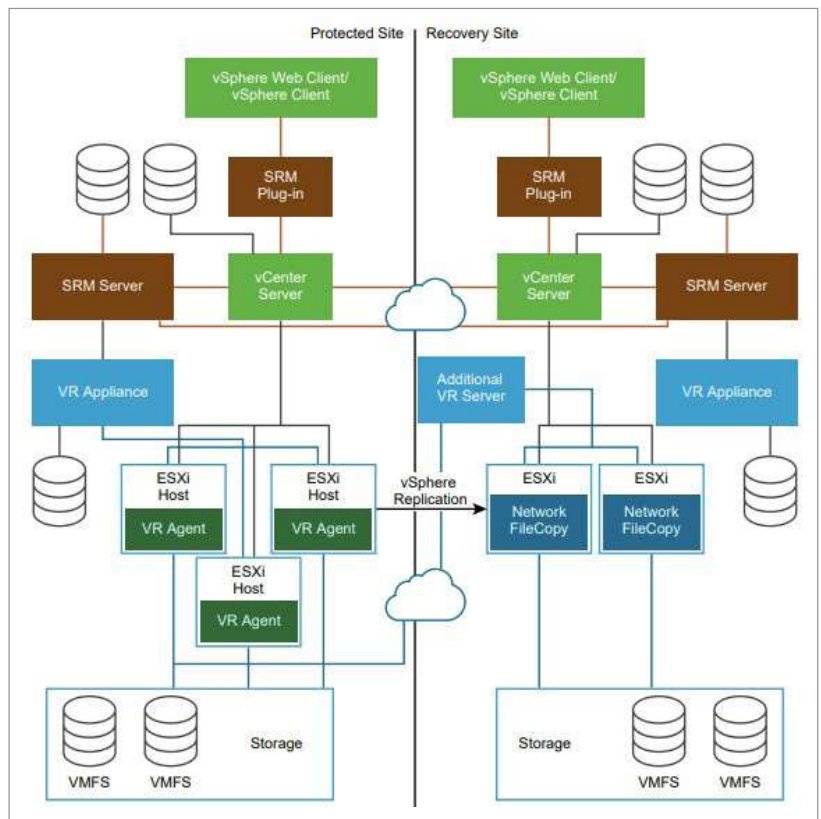 Protected Site
Recovery Site
vSphere Web Client/
vSphere Client
vSphere Web Client/
vSphere Client
SRM
Plug-in
SRM
Plug-in
SRM Server
vCenter
Server
vCenter
Server
SRM Server
VR Appliance
Additional
VR Server
VR Appliance
ESXi
Host
VR Agent
ESXi
Host
VR Agent
vSphere
Replication
ESXi
Network
FileCopy
ESXi
Network
FileCopy
ESXi
Host
VR Agent
VMFS
VMFS
Storage
Storage
VMFS
VMFS